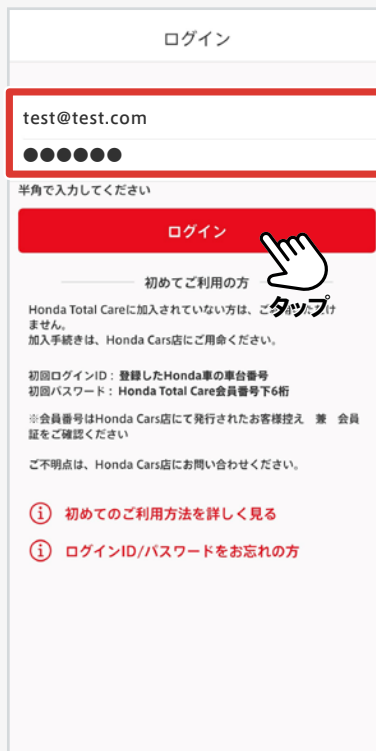 ログイン
test@test.com
●●●●●●
半角で入力してください
ログイン
タップ
初めてご利用の方
Honda Total Careに加入されていない方は、ご だけ
ません。
加入手続きは、Honda Cars店にご用命ください。
初回ログインID：登録したHonda車の車台番号
初回パスワード：Honda Total Care会員番号下6桁
※会員番号はHonda Cars店にて発行されたお客様控え 兼 会員
証をご確認ください
ご不明点は、Honda Cars店にお問い合わせください。
初めてのご利用方法を詳しく見る
ログインID/パスワードをお忘れの方